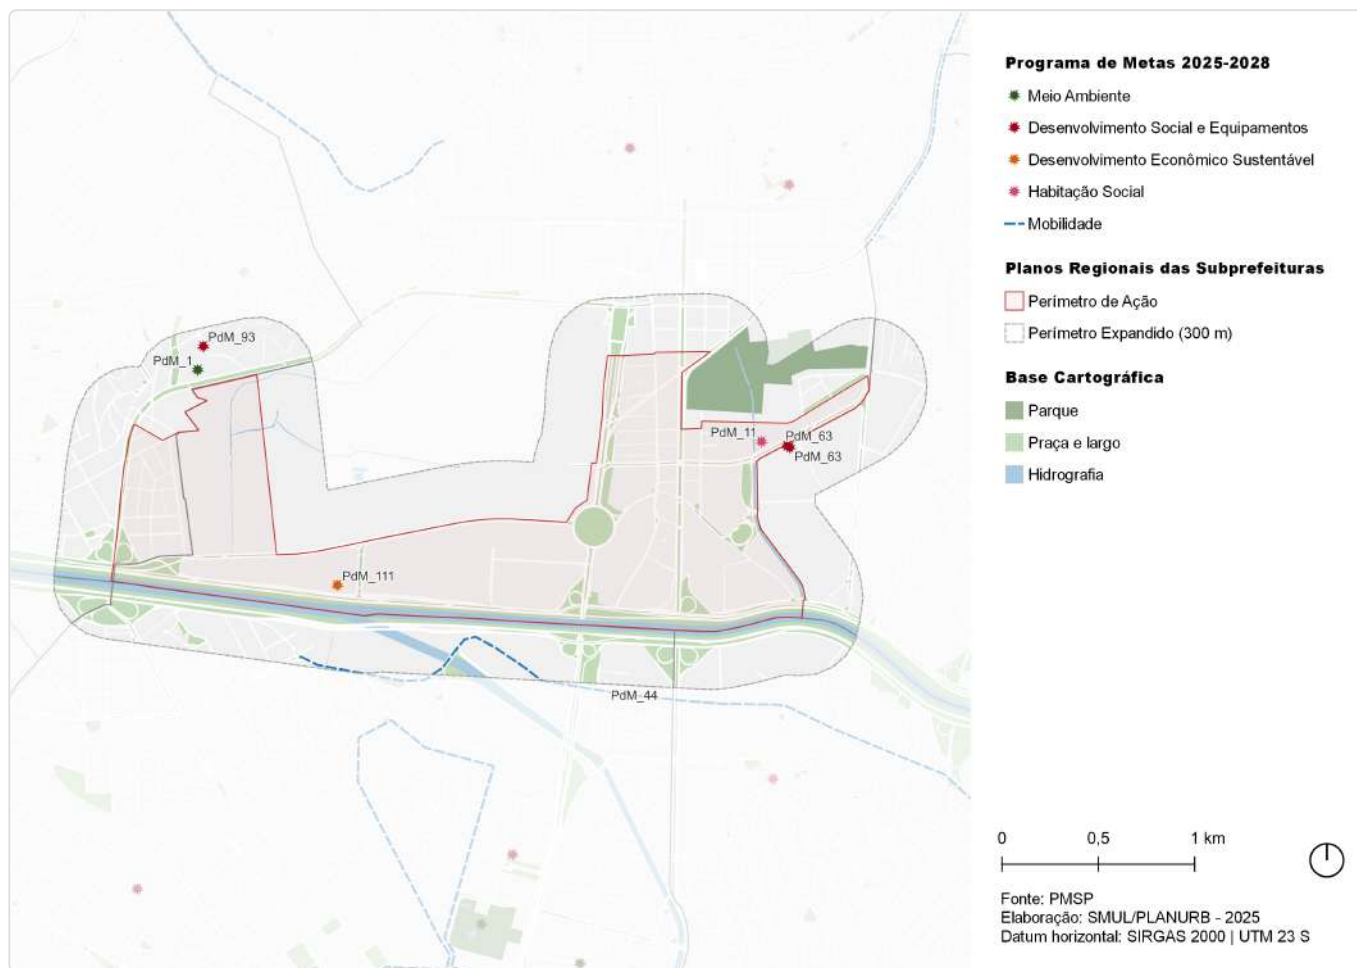 Programa de Metas 2025-2028
Meio Ambiente
Desenvolvimento Social e Equipamentos
Desenvolvimento Econômico Sustentável
Habitação Social
Mobilidade
Planos Regionais das Subprefeituras
Perímetro de Ação
Perímetro Expandido (300 m)
Base Cartográfica
Parque
Praça e largo
Hidrografia
PdM_93
PdM_1
PdM_11
PdM_63
PdM_63
PdM_111
PdM_44
0 0,5 1 km
Fonte: PMSP
Elaboração: SMUL/PLANURB - 2025
Datum horizontal: SIRGAS 2000 | UTM 23 S